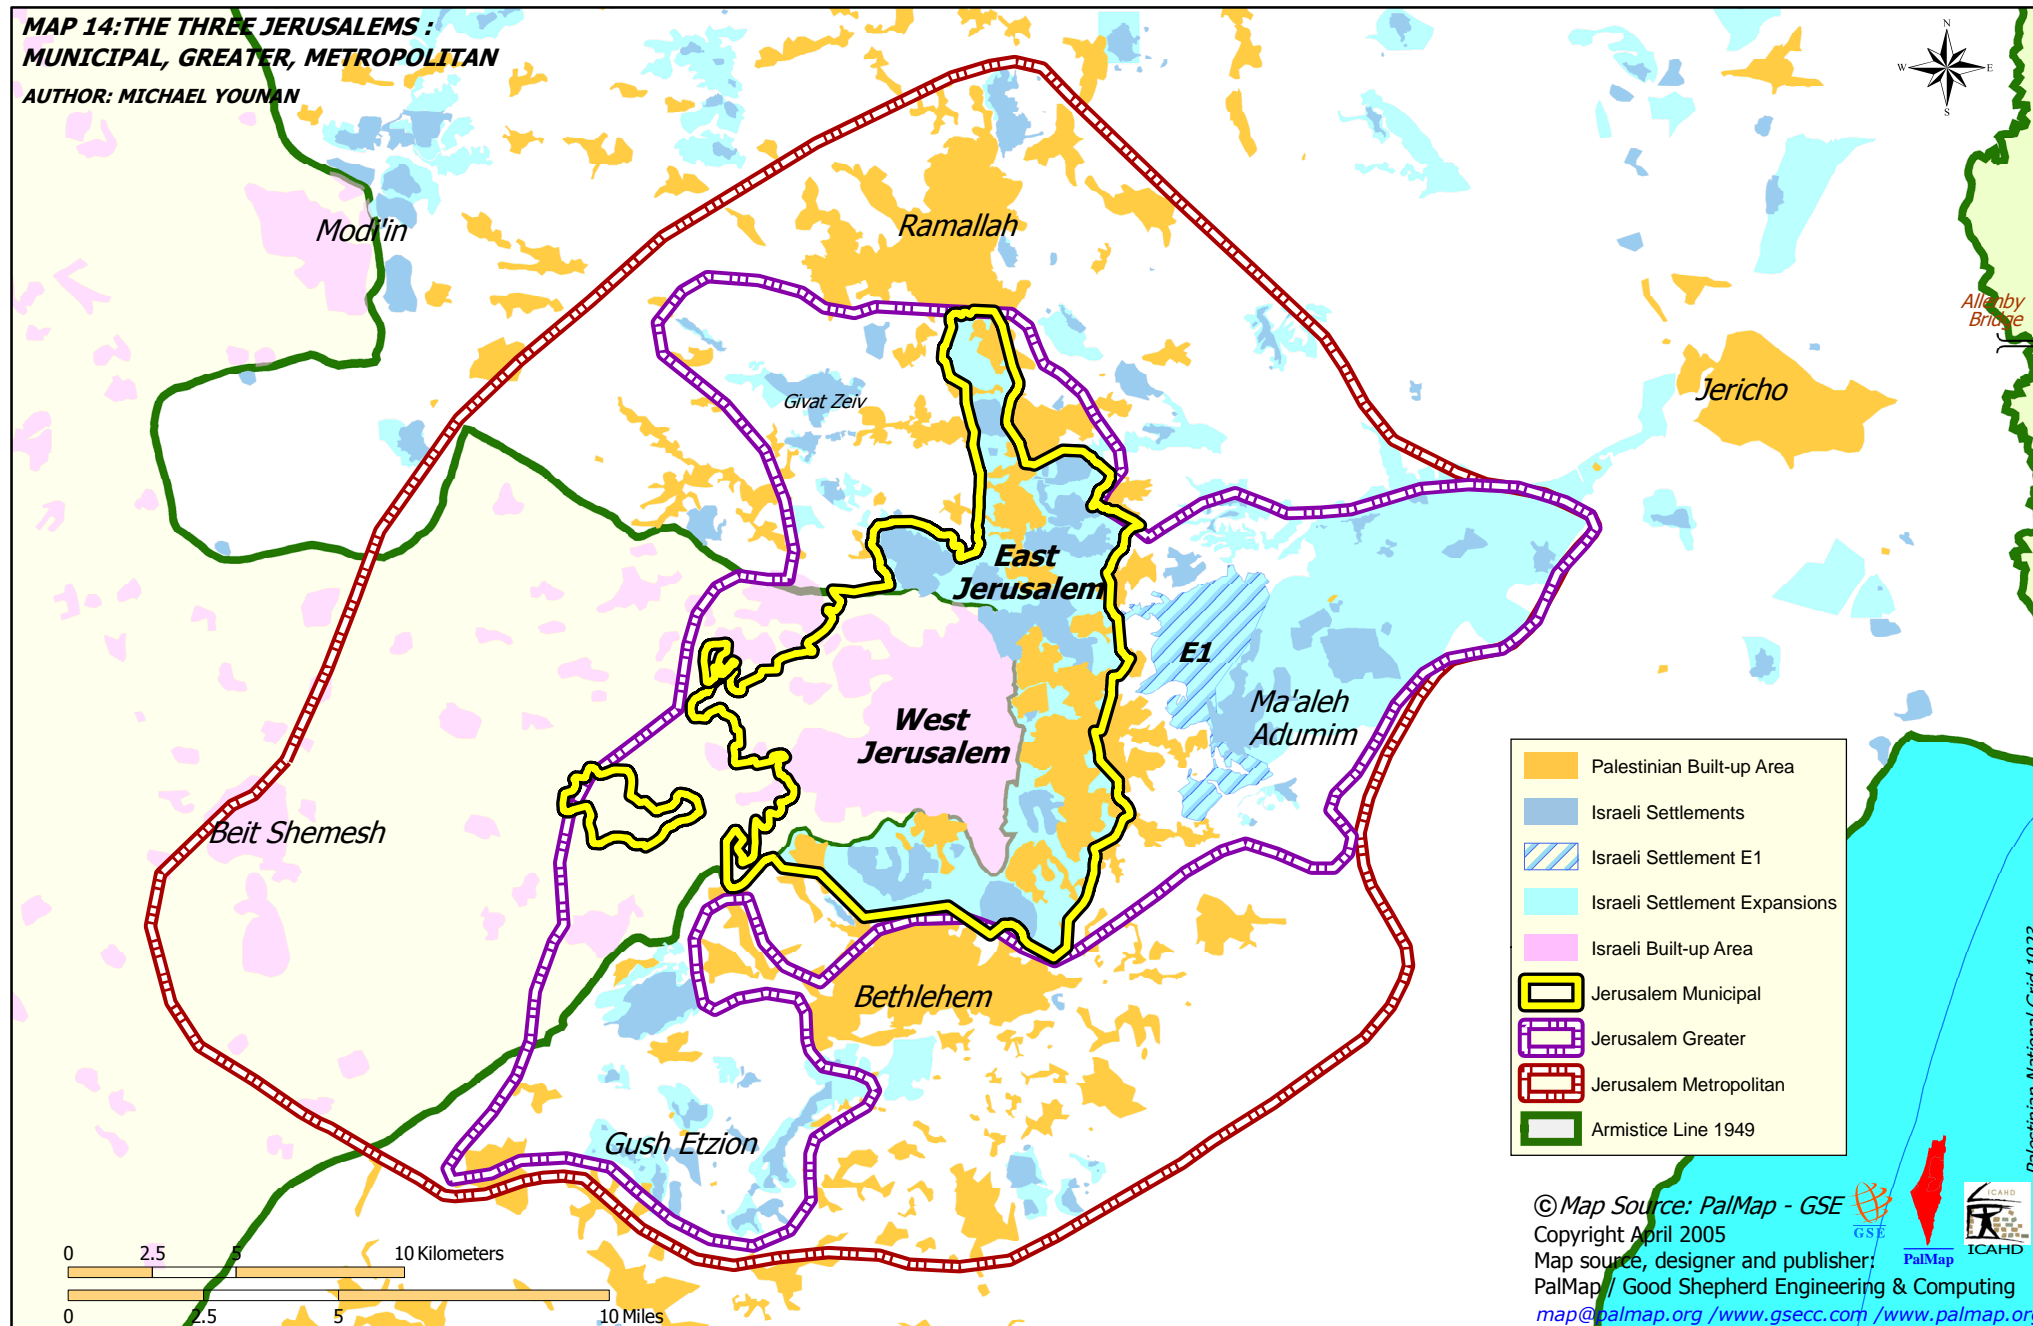 MAP 14:THE THREE JERUSALEMS :
MUNICIPAL, GREATER, METROPOLITAN
AUTHOR: MICHAEL YOUNAN
N
W
E
S
Modi'in
Ramallah
Allenby
Bridge
Jericho
Givat Zeiv
East
Jerusalem
E1
Ma'aleh
Adumim
West
Jerusalem
Beit Shemesh
Bethlehem
Gush Etzion
Palestinian Built-up Area
Israeli Settlements
Israeli Settlement E1
Israeli Settlement Expansions
Israeli Built-up Area
Jerusalem Municipal
Jerusalem Greater
Jerusalem Metropolitan
Armistice Line 1949
Palestinian National Grid 1923
© Map Source: PalMap - GSE
Copyright April 2005
Map source, designer and publisher:
PalMap / Good Shepherd Engineering & Computing
map@palmap.org /www.gsecc.com /www.palmap.org
GSE
PalMap
ICAHD
ICAHD
0 2.5 5 10 Kilometers
0 2.5 5 10 Miles